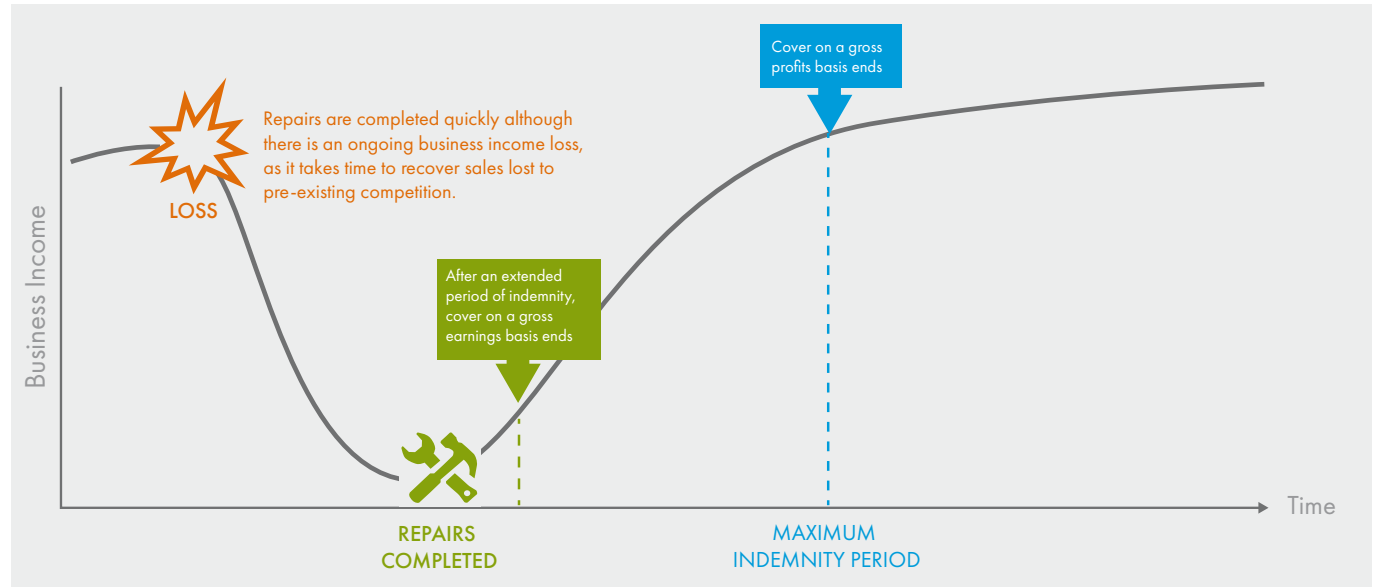 Cover on a gross
profits basis ends
Repairs are completed quickly although
there is an ongoing business income loss,
as it takes time to recover sales lost to
pre-existing competition.
LOSS
After an extended
period of indemnity,
cover on a gross
earnings basis ends
Business Income
Time
REPAIRS
COMPLETED
MAXIMUM
INDEMNITY PERIOD